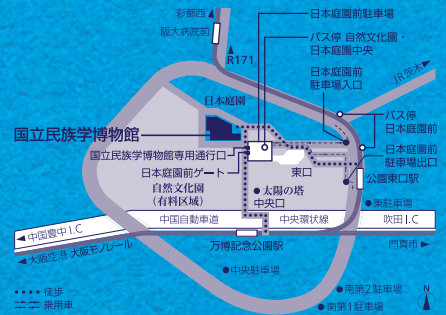 彩都西
阪大病院前
R171
日本庭園前駐車場
バス停 自然文化園・
日本庭園中央
日本庭園前
駐車場入口
JR茨木
日本庭園
国立民族学博物館
国立民族学博物館専用通行口
日本庭園前ゲート
自然文化園
(有料区域)
バス停
日本庭園前
日本庭園前
駐車場出口
東口
公園東口駅
太陽の塔
中央口
東駐車場
中国自動車道
中央環状線
吹田I.C
中国豊中I.C
万博記念公園駅
門真市
大阪空港 大阪モノレール
中央駐車場
南第2駐車場
南第1駐車場
徒歩
乗用車
N